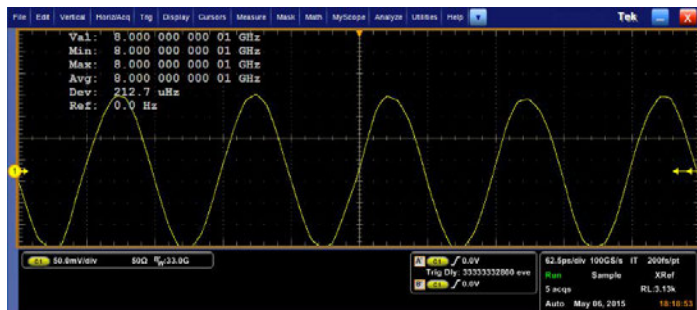 File Edit Vertical Horiz/Acq Trig Display Cursors Measure Mask Math MyScope Analyze Utilities Help Tek X
Val: 8.000 000 000 01 GHz
Min: 8.000 000 000 01 GHz
Max: 8.000 000 000 01 GHz
Avg: 8.000 000 000 01 GHz
Dev: 212.7 uHz
Ref: 0.0 Hz
1
C1 50.0mV/div 50Ω BW:33.0G
A' C1 0.0V
Trig Dly: 33333332800 eve
B' C1 0.0V
62.5ps/div 100GS/s IT 200fs/pt
Run Sample XRef
5 acqs RL:3.13k
Auto May 06, 2015 18:18:53